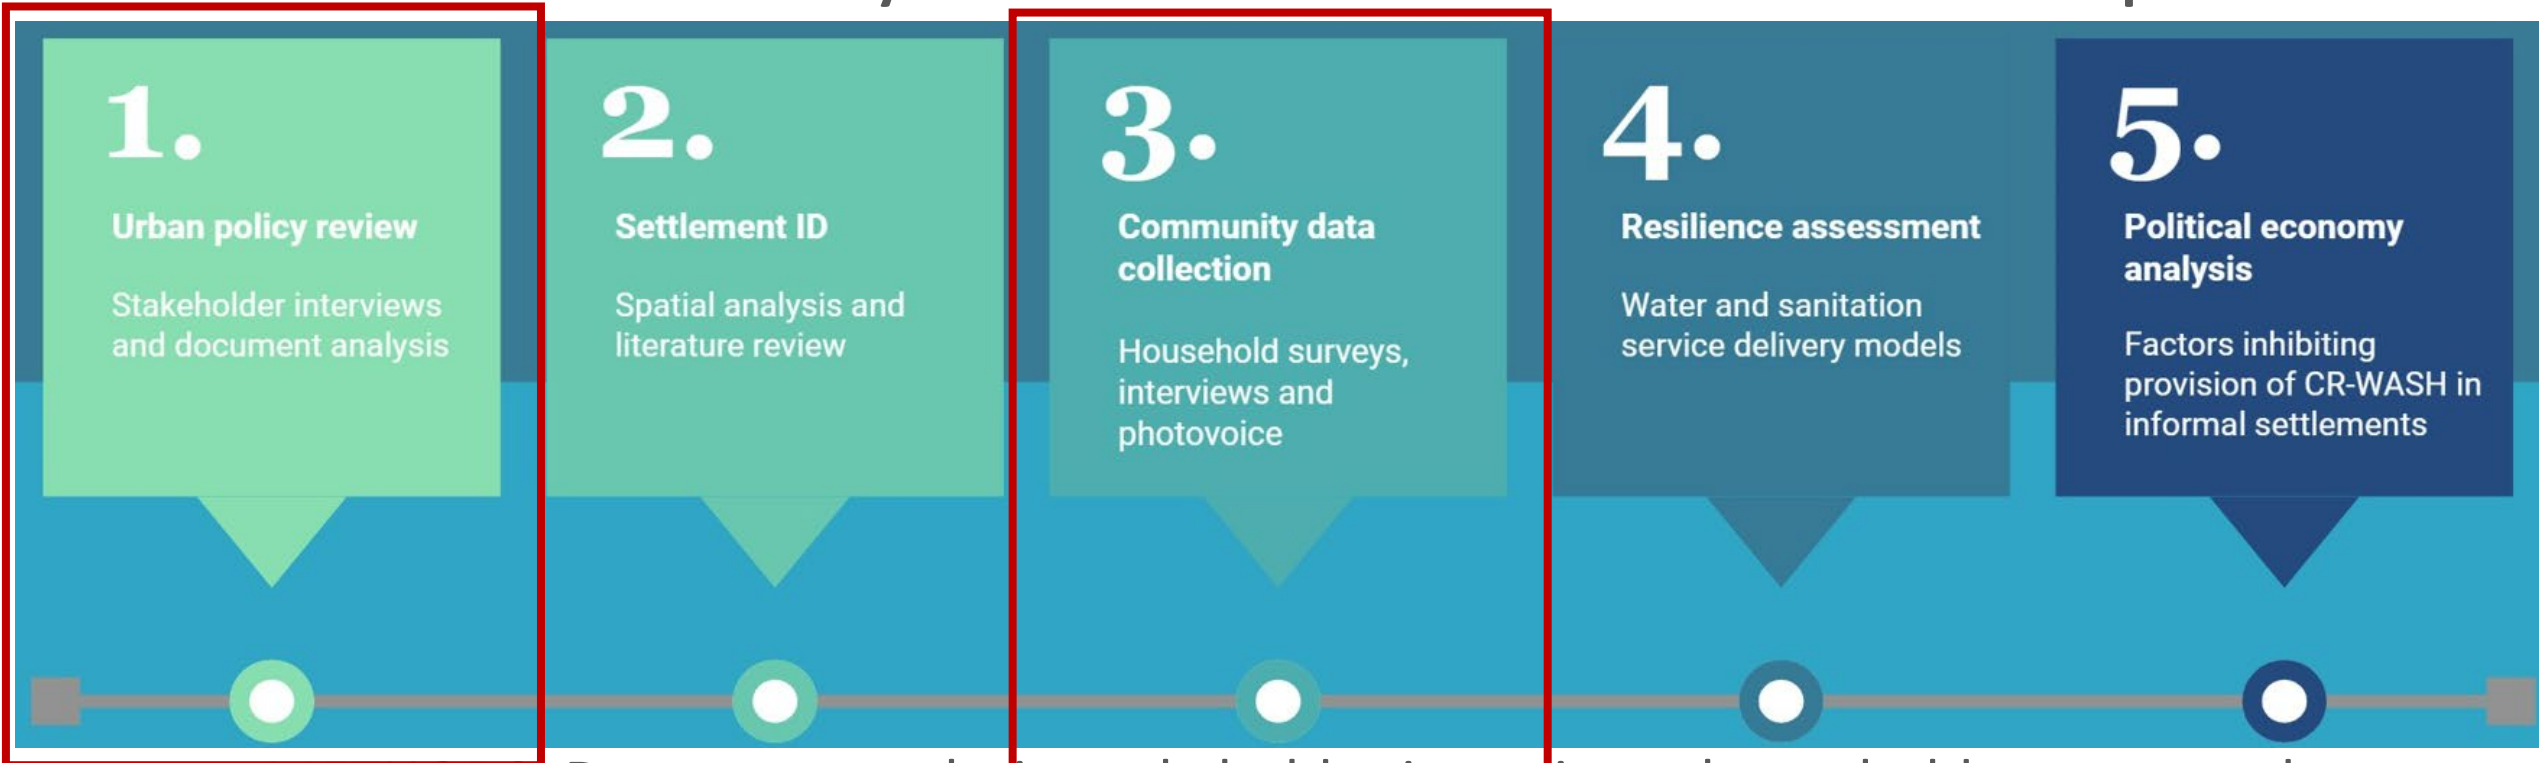 1.
Urban policy review
Stakeholder interviews
and document analysis
2.
Settlement ID
Spatial analysis and
literature review
3.
Community data
collection
Household surveys,
interviews and
photovoice
4.
Resilience assessment
Water and sanitation
service delivery models
5.
Political economy
analysis
Factors inhibiting
provision of CR-WASH in
informal settlements